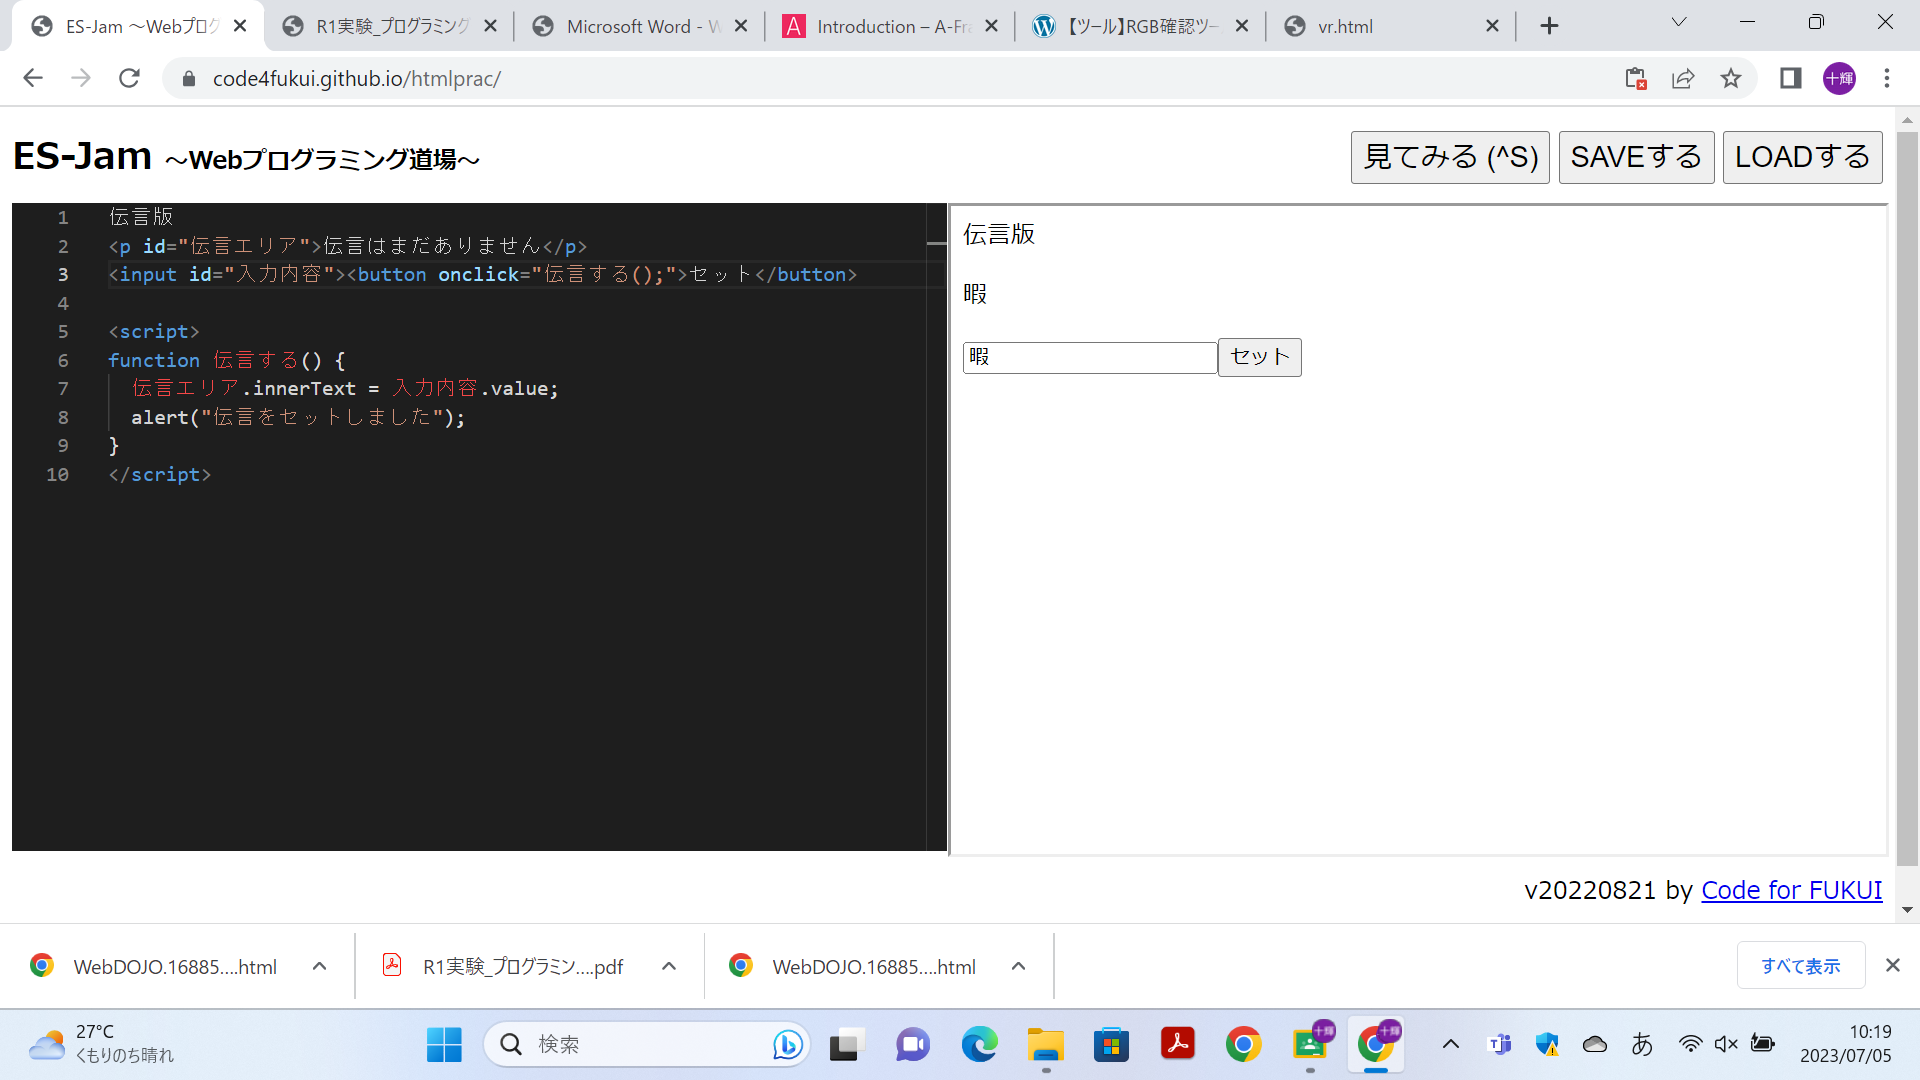 ES-Jam ～Webプログ
R1実験_プログラミング
Microsoft Word - W
Introduction – A-Fra
【ツール】RGB確認ツー
vr.html
code4fukui.github.io/htmlprac/
十輝
ES-Jam ～Webプログラミング道場～
見てみる (^S)
SAVEする
LOADする
1 伝言版
2 <p id="伝言エリア">伝言はまだありません</p>
3 <input id="入力内容"><button onclick="伝言する();">セット</button>
4
5 <script>
6 function 伝言する() {
7 伝言エリア.innerText = 入力内容.value;
8 alert("伝言をセットしました");
9 }
10 </script>
伝言版
暇
暇
セット
v20220821 by Code for FUKUI
WebDOJO.16885....html
R1実験_プログラミン....pdf
WebDOJO.16885....html
すべて表示
27°C
くもりのち晴れ
検索
十輝
十輝
あ
10:19
2023/07/05